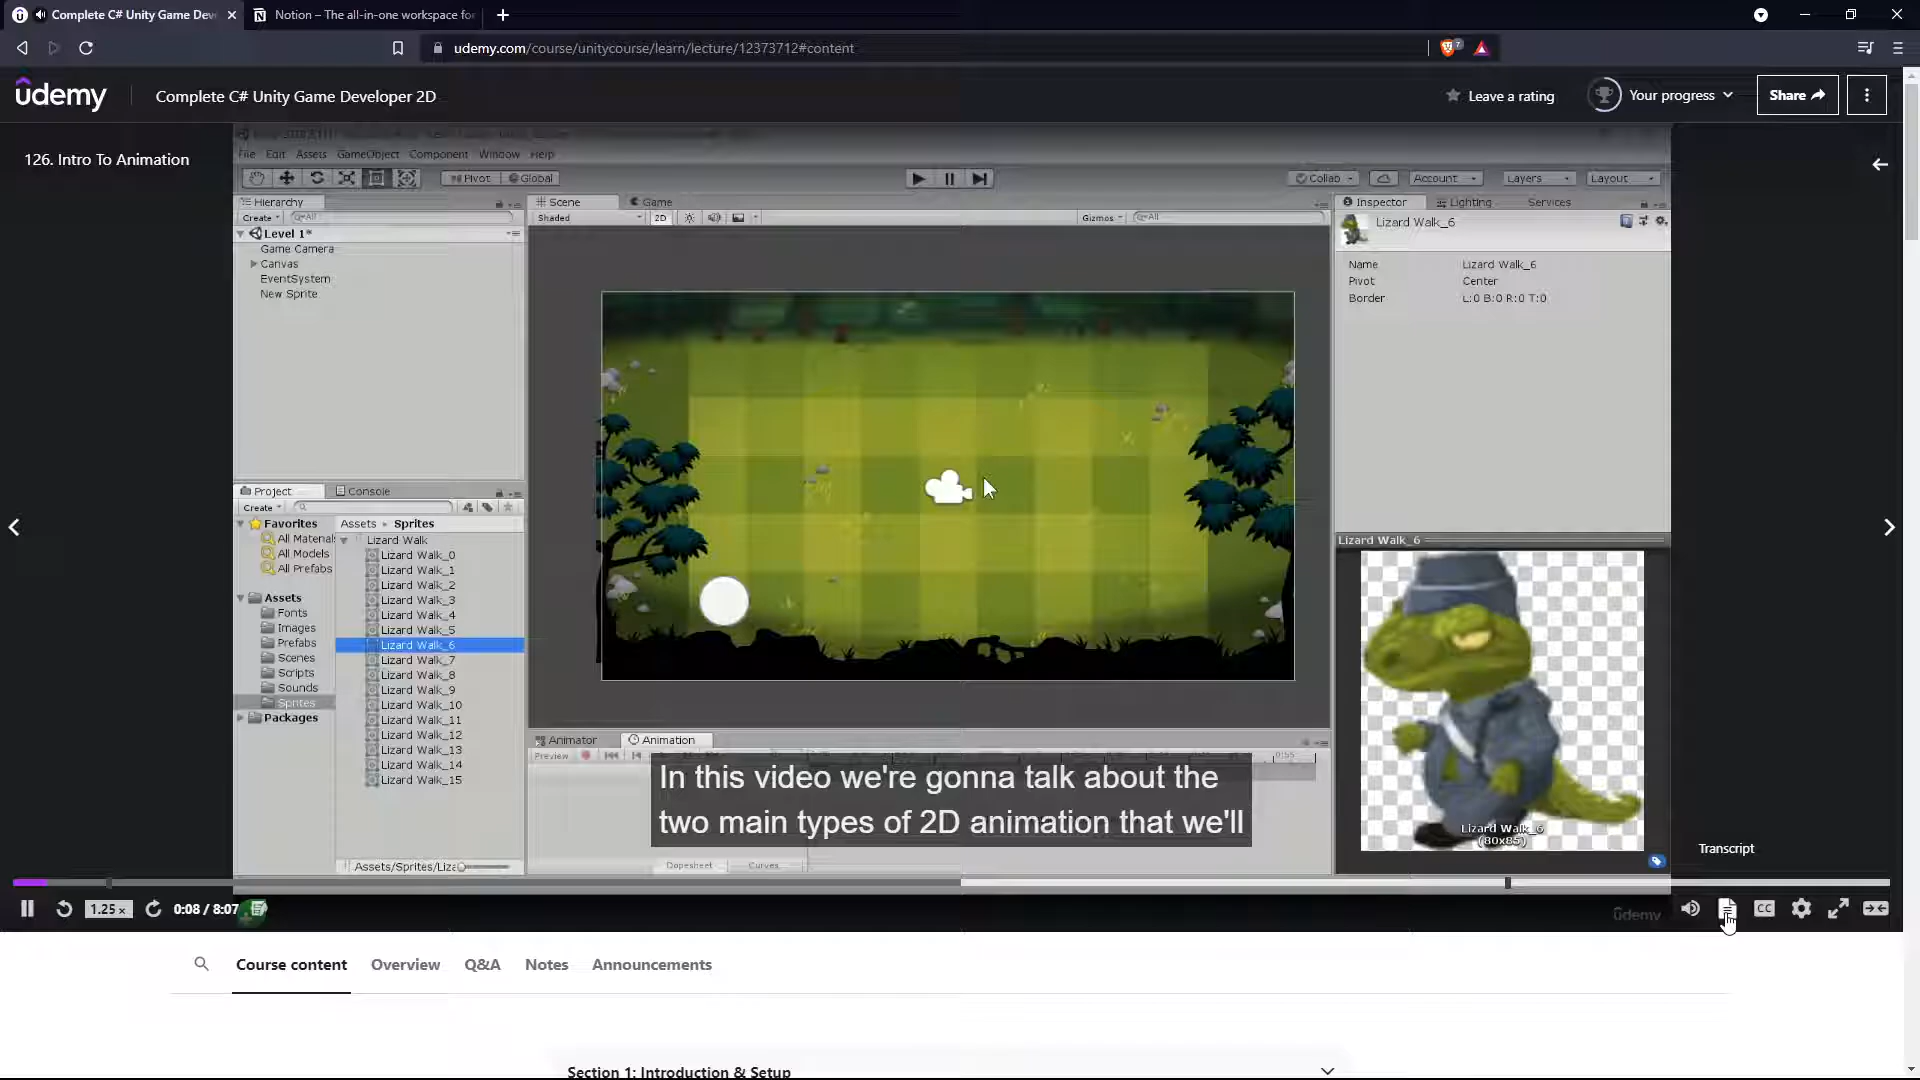 Complete C# Unity Game Dev
Notion – The all-in-one workspace for
udemy.com/course/unitycourse/learn/lecture/12373712#content
7
udemy
Complete C# Unity Game Developer 2D
Leave a rating
Your progress
Share
126. Intro To Animation
File Edit Assets GameObject Component Window Help
Pivot Global
Collab
Account
Layers
Layout
Hierarchy
Scene
Game
Inspector
Lighting
Services
Create
All
Shaded
2D
Gizmos
All
Lizard Walk_6
Level 1*
Game Camera
Canvas
EventSystem
New Sprite
Name Lizard Walk_6
Pivot Center
Border L:0 B:0 R:0 T:0
Project
Console
Create
Favorites
All Material
All Models
All Prefabs
Assets
Fonts
Images
Prefabs
Scenes
Scripts
Sounds
Sprites
Packages
Assets Sprites
Lizard Walk
Lizard Walk_0
Lizard Walk_1
Lizard Walk_2
Lizard Walk_3
Lizard Walk_4
Lizard Walk_5
Lizard Walk_6
Lizard Walk_7
Lizard Walk_8
Lizard Walk_9
Lizard Walk_10
Lizard Walk_11
Lizard Walk_12
Lizard Walk_13
Lizard Walk_14
Lizard Walk_15
Assets/Sprites/Liza
Animator
Animation
Preview
0:55
Dopesheet
Curves
In this video we're gonna talk about the
two main types of 2D animation that we'll
Lizard Walk_6
Lizard Walk_6
(80x85)
Transcript
1.25 x
0:08 / 8:07
udemy
CC
Course content
Overview
Q&A
Notes
Announcements
Section 1: Introduction & Setup